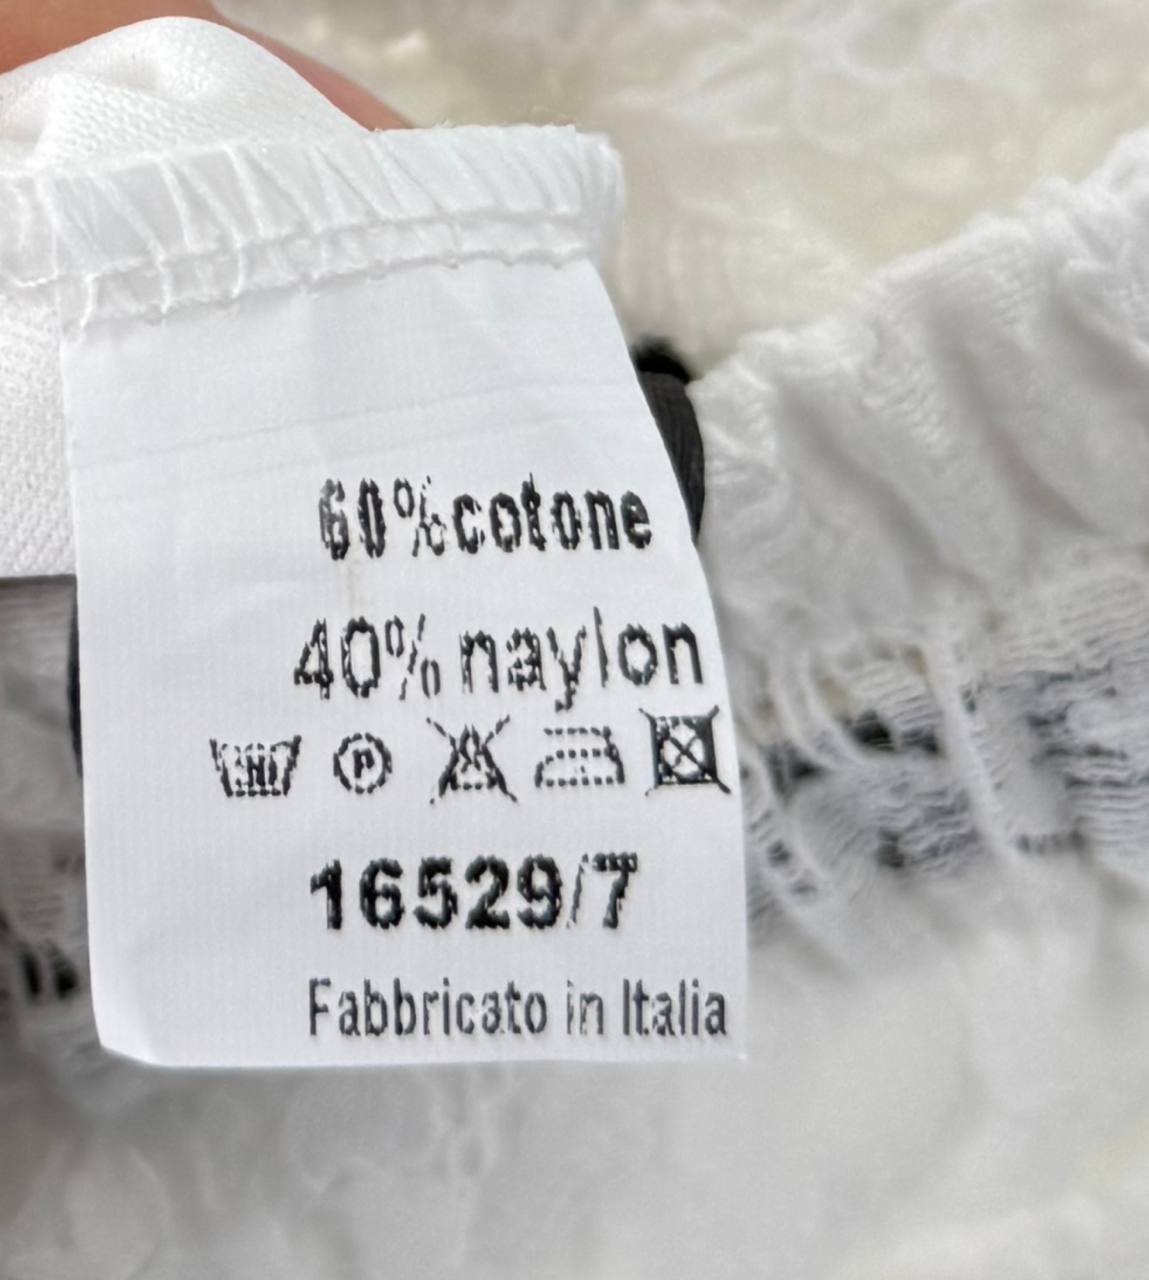 60%cotone
40% naylon
P
16529/7
Fabbricato in Italia